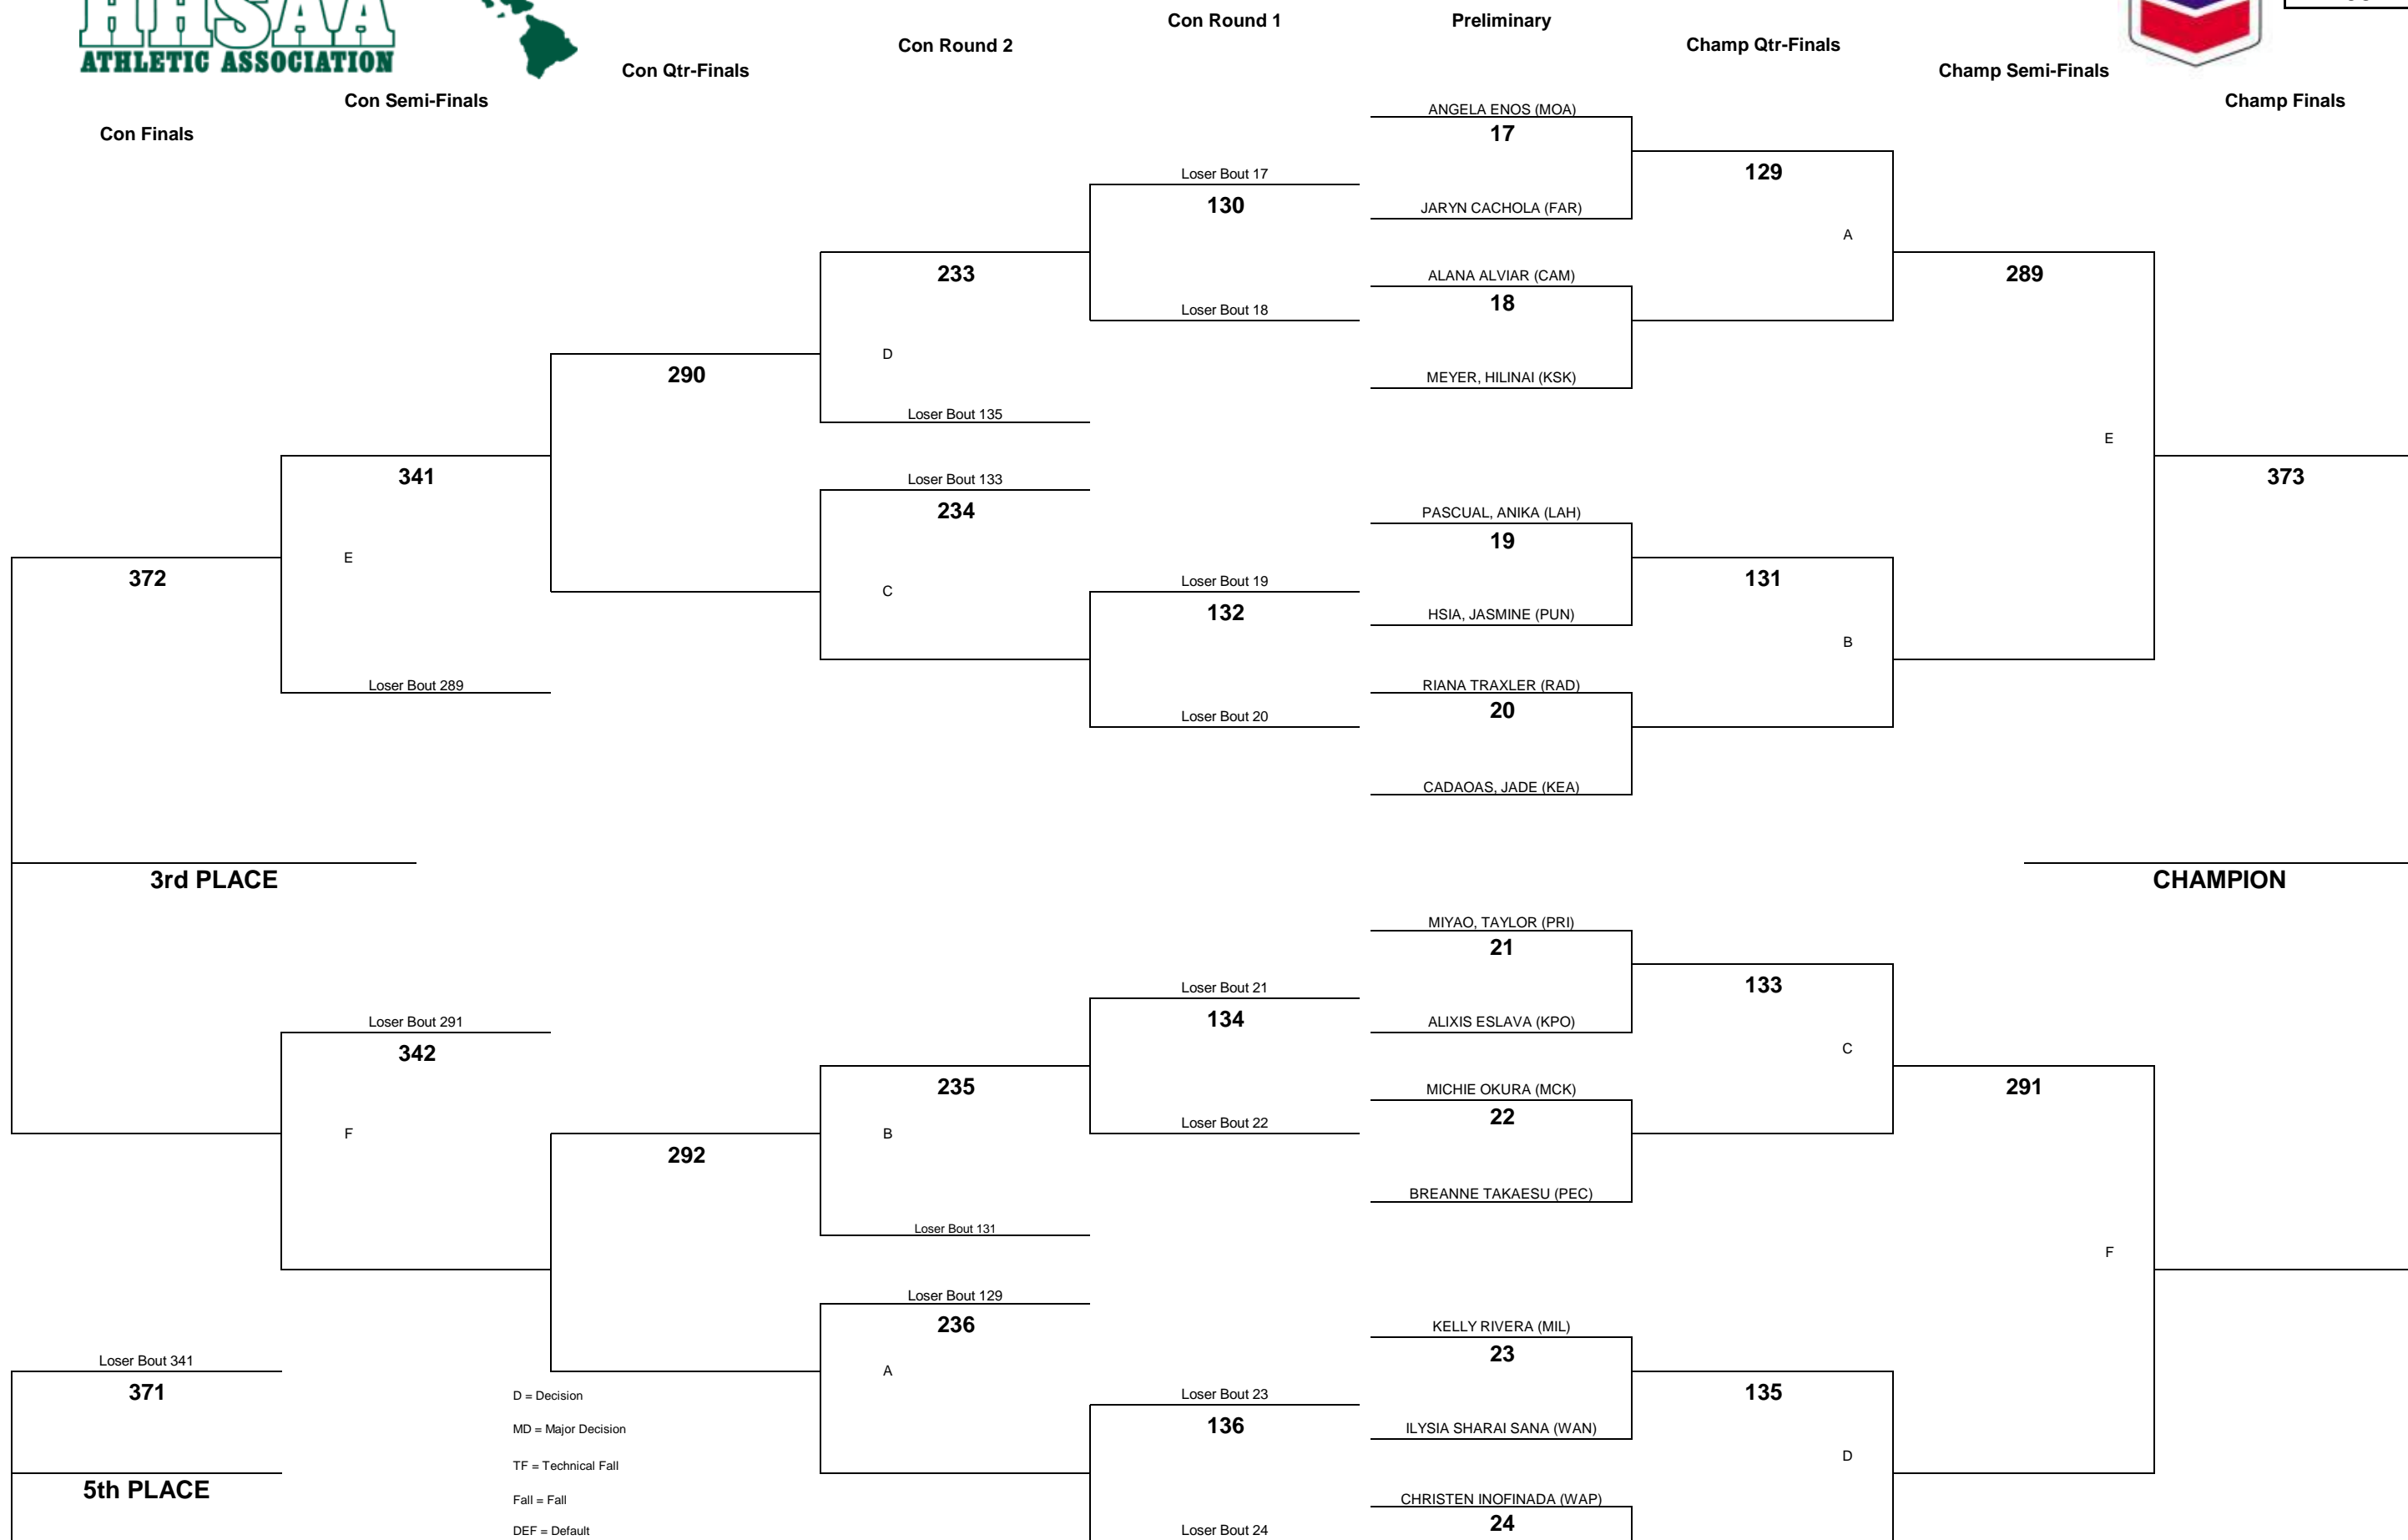 HHSAA
ATHLETIC ASSOCIATION
Con Round 1
Preliminary
Con Round 2
Champ Qtr-Finals
Con Qtr-Finals
Champ Semi-Finals
Con Semi-Finals
Champ Finals
Con Finals
ANGELA ENOS (MOA)
17
Loser Bout 17
129
130
JARYN CACHOLA (FAR)
A
233
ALANA ALVIAR (CAM)
289
Loser Bout 18
18
D
290
MEYER, HILINAI (KSK)
Loser Bout 135
E
341
Loser Bout 133
373
234
PASCUAL, ANIKA (LAH)
19
E
372
Loser Bout 19
131
C
132
HSIA, JASMINE (PUN)
B
Loser Bout 289
RIANA TRAXLER (RAD)
Loser Bout 20
20
CADAOAS, JADE (KEA)
3rd PLACE
CHAMPION
MIYAO, TAYLOR (PRI)
21
Loser Bout 21
133
Loser Bout 291
134
ALIXIS ESLAVA (KPO)
342
C
235
MICHIE OKURA (MCK)
291
Loser Bout 22
22
F
B
292
BREANNE TAKAESU (PEC)
Loser Bout 131
F
Loser Bout 129
236
KELLY RIVERA (MIL)
23
Loser Bout 341
A
371
D = Decision
Loser Bout 23
135
MD = Major Decision
136
ILYSIA SHARAI SANA (WAN)
TF = Technical Fall
D
5th PLACE
Fall = Fall
CHRISTEN INOFINADA (WAP)
24
DEF = Default
Loser Bout 24